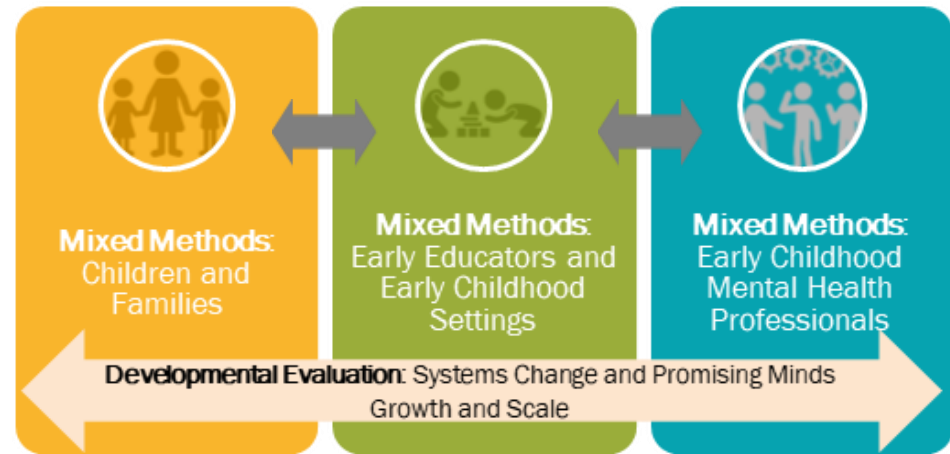 Mixed Methods:
Children and
Families
Mixed Methods:
Early Educators and
Early Childhood
Settings
Mixed Methods:
Early Childhood
Mental Health
Professionals
Developmental Evaluation: Systems Change and Promising Minds
Growth and Scale